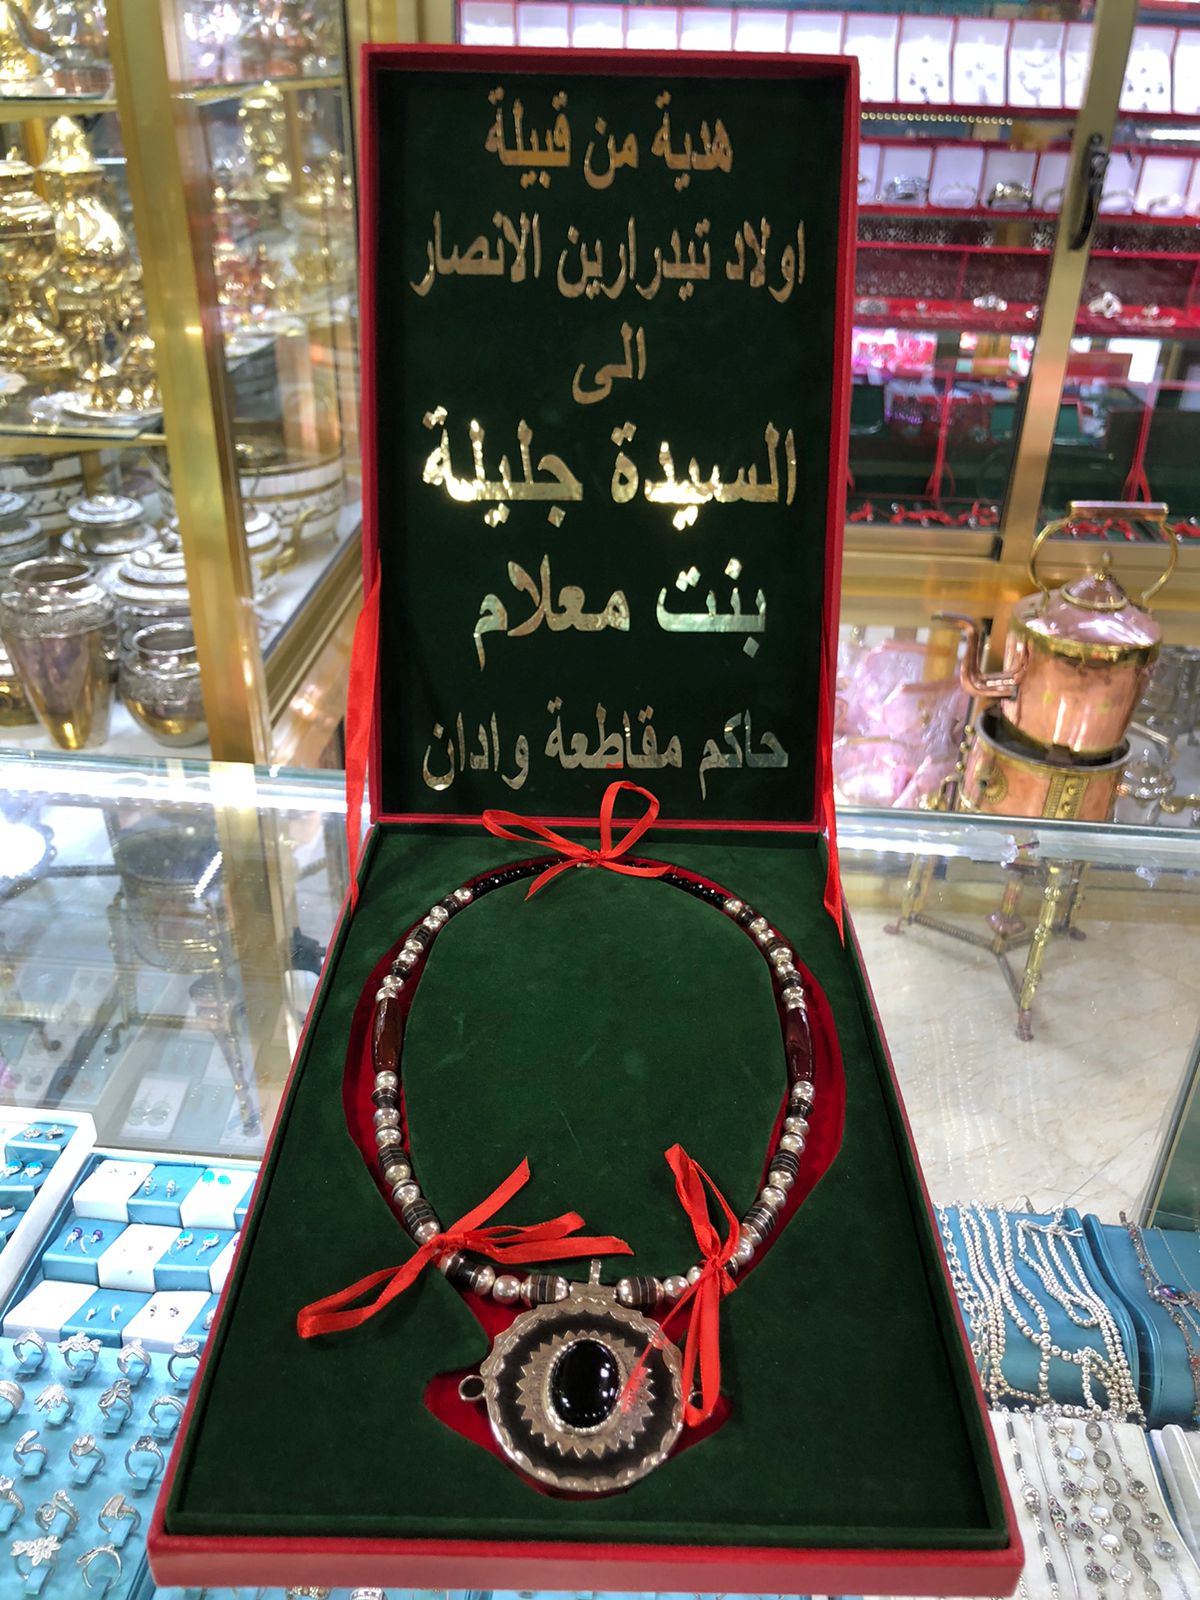 هدية من قبيلة
اولاد تيدرارين الانصار
الى
السيدة جليلة
بنت معلام
حاكم مقاطعة وادان